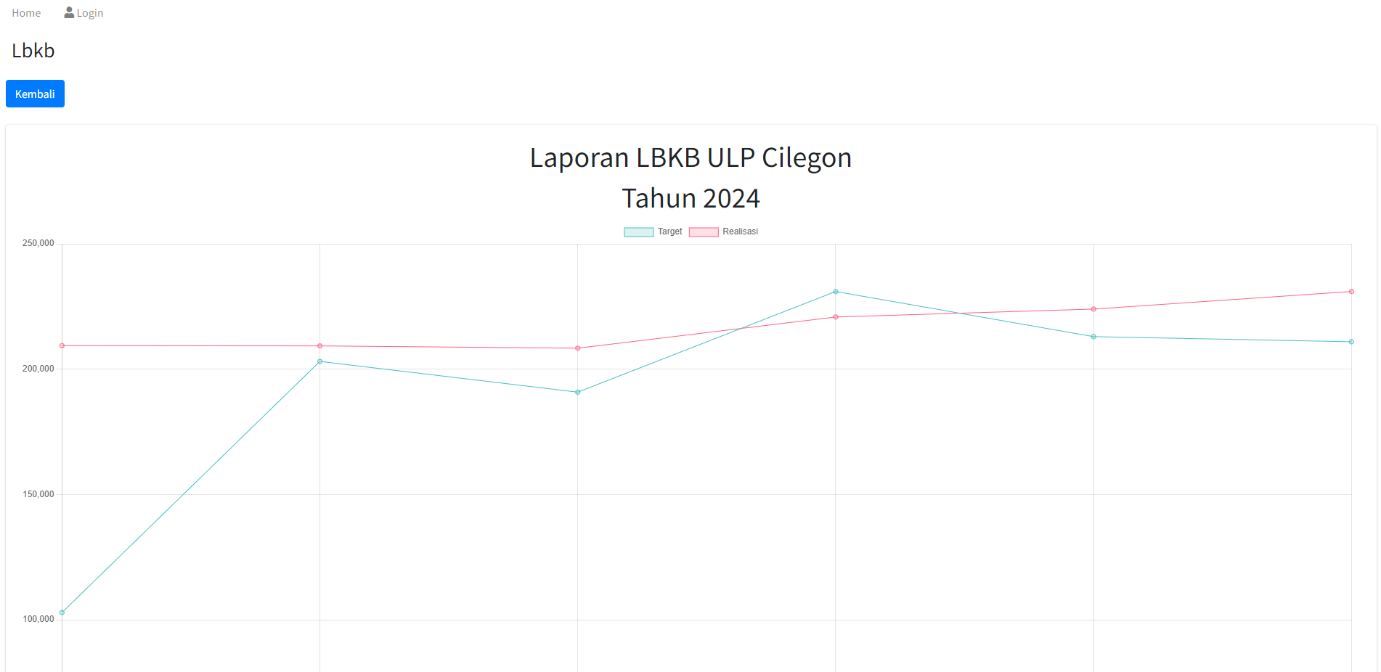 Home Login
Lbkb
Kembali
Laporan LBKB ULP Cilegon
Tahun 2024
Target Realisasi
250,000
200,000
150,000
100,000